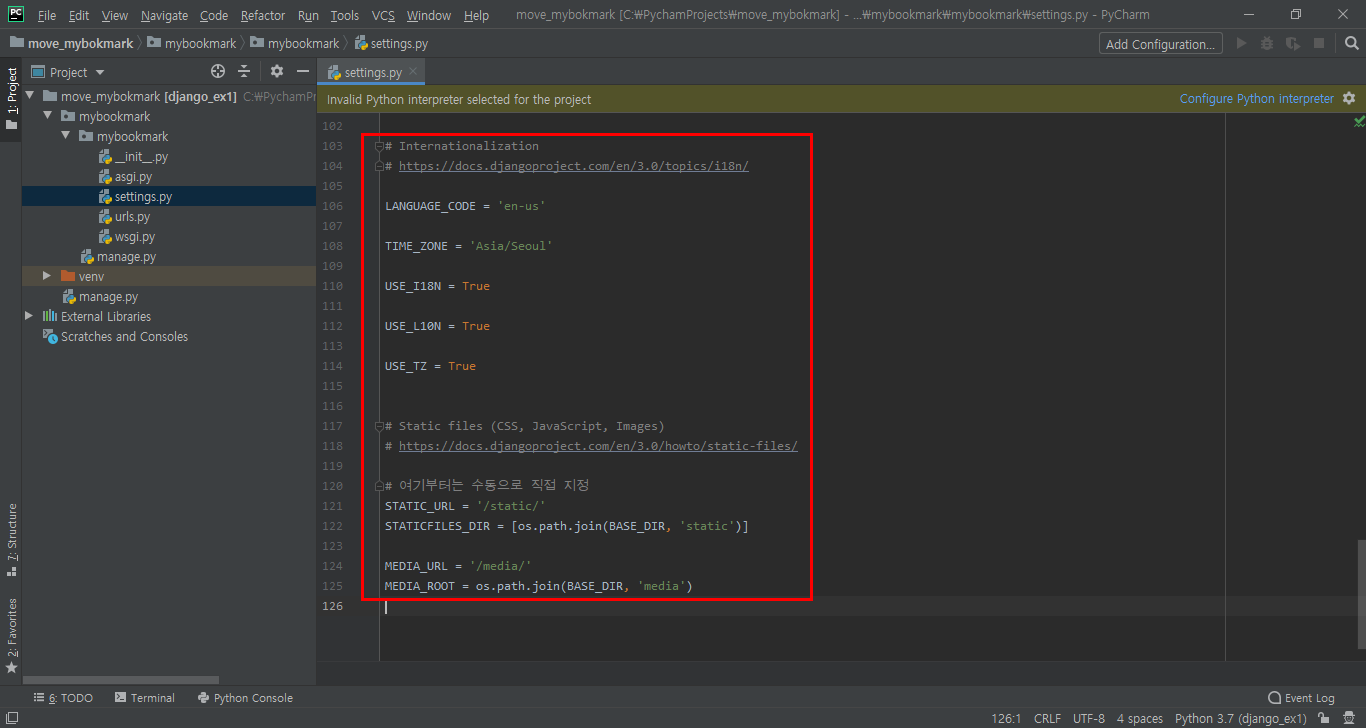 PC File Edit View Navigate Code Refactor Run Tools VCS Window Help move_mybokmark [C:₩PychamProjects₩move_mybokmark] - ...₩mybookmark₩mybookmark₩settings.py - PyCharm
move_mybokmark mybookmark mybookmark settings.py Add Configuration...
1: Project
Project
settings.py
move_mybokmark [django_ex1] C:₩PychamPr
mybookmark
mybookmark
__init__.py
asgi.py
settings.py
urls.py
wsgi.py
manage.py
venv
manage.py
External Libraries
Scratches and Consoles
Invalid Python interpreter selected for the project Configure Python interpreter
102
103 # Internationalization
104 # https://docs.djangoproject.com/en/3.0/topics/i18n/
105
106 LANGUAGE_CODE = 'en-us'
107
108 TIME_ZONE = 'Asia/Seoul'
109
110 USE_I18N = True
111
112 USE_L10N = True
113
114 USE_TZ = True
115
116
117 # Static files (CSS, JavaScript, Images)
118 # https://docs.djangoproject.com/en/3.0/howto/static-files/
119
120 # 여기부터는 수동으로 직접 지정
121 STATIC_URL = '/static/'
122 STATICFILES_DIR = [os.path.join(BASE_DIR, 'static')]
123
124 MEDIA_URL = '/media/'
125 MEDIA_ROOT = os.path.join(BASE_DIR, 'media')
126
7: Structure
2: Favorites
6: TODO Terminal Python Console Event Log
126:1 CRLF UTF-8 4 spaces Python 3.7 (django_ex1)